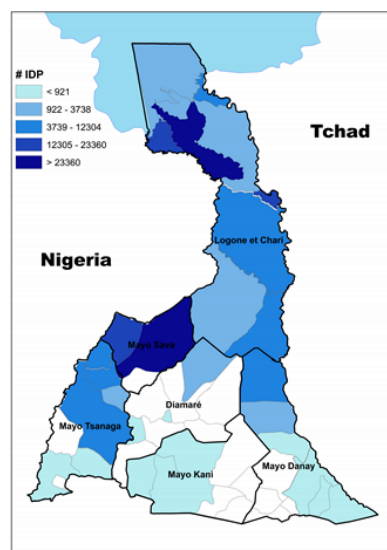 # IDP
< 921
922 - 3738
3739 - 12304
12305 - 23360
> 23360
Tchad
Logone et Chari
Nigeria
Mayo Sava
Diamaré
Mayo Tsanaga
Mayo Kani
Mayo Danay